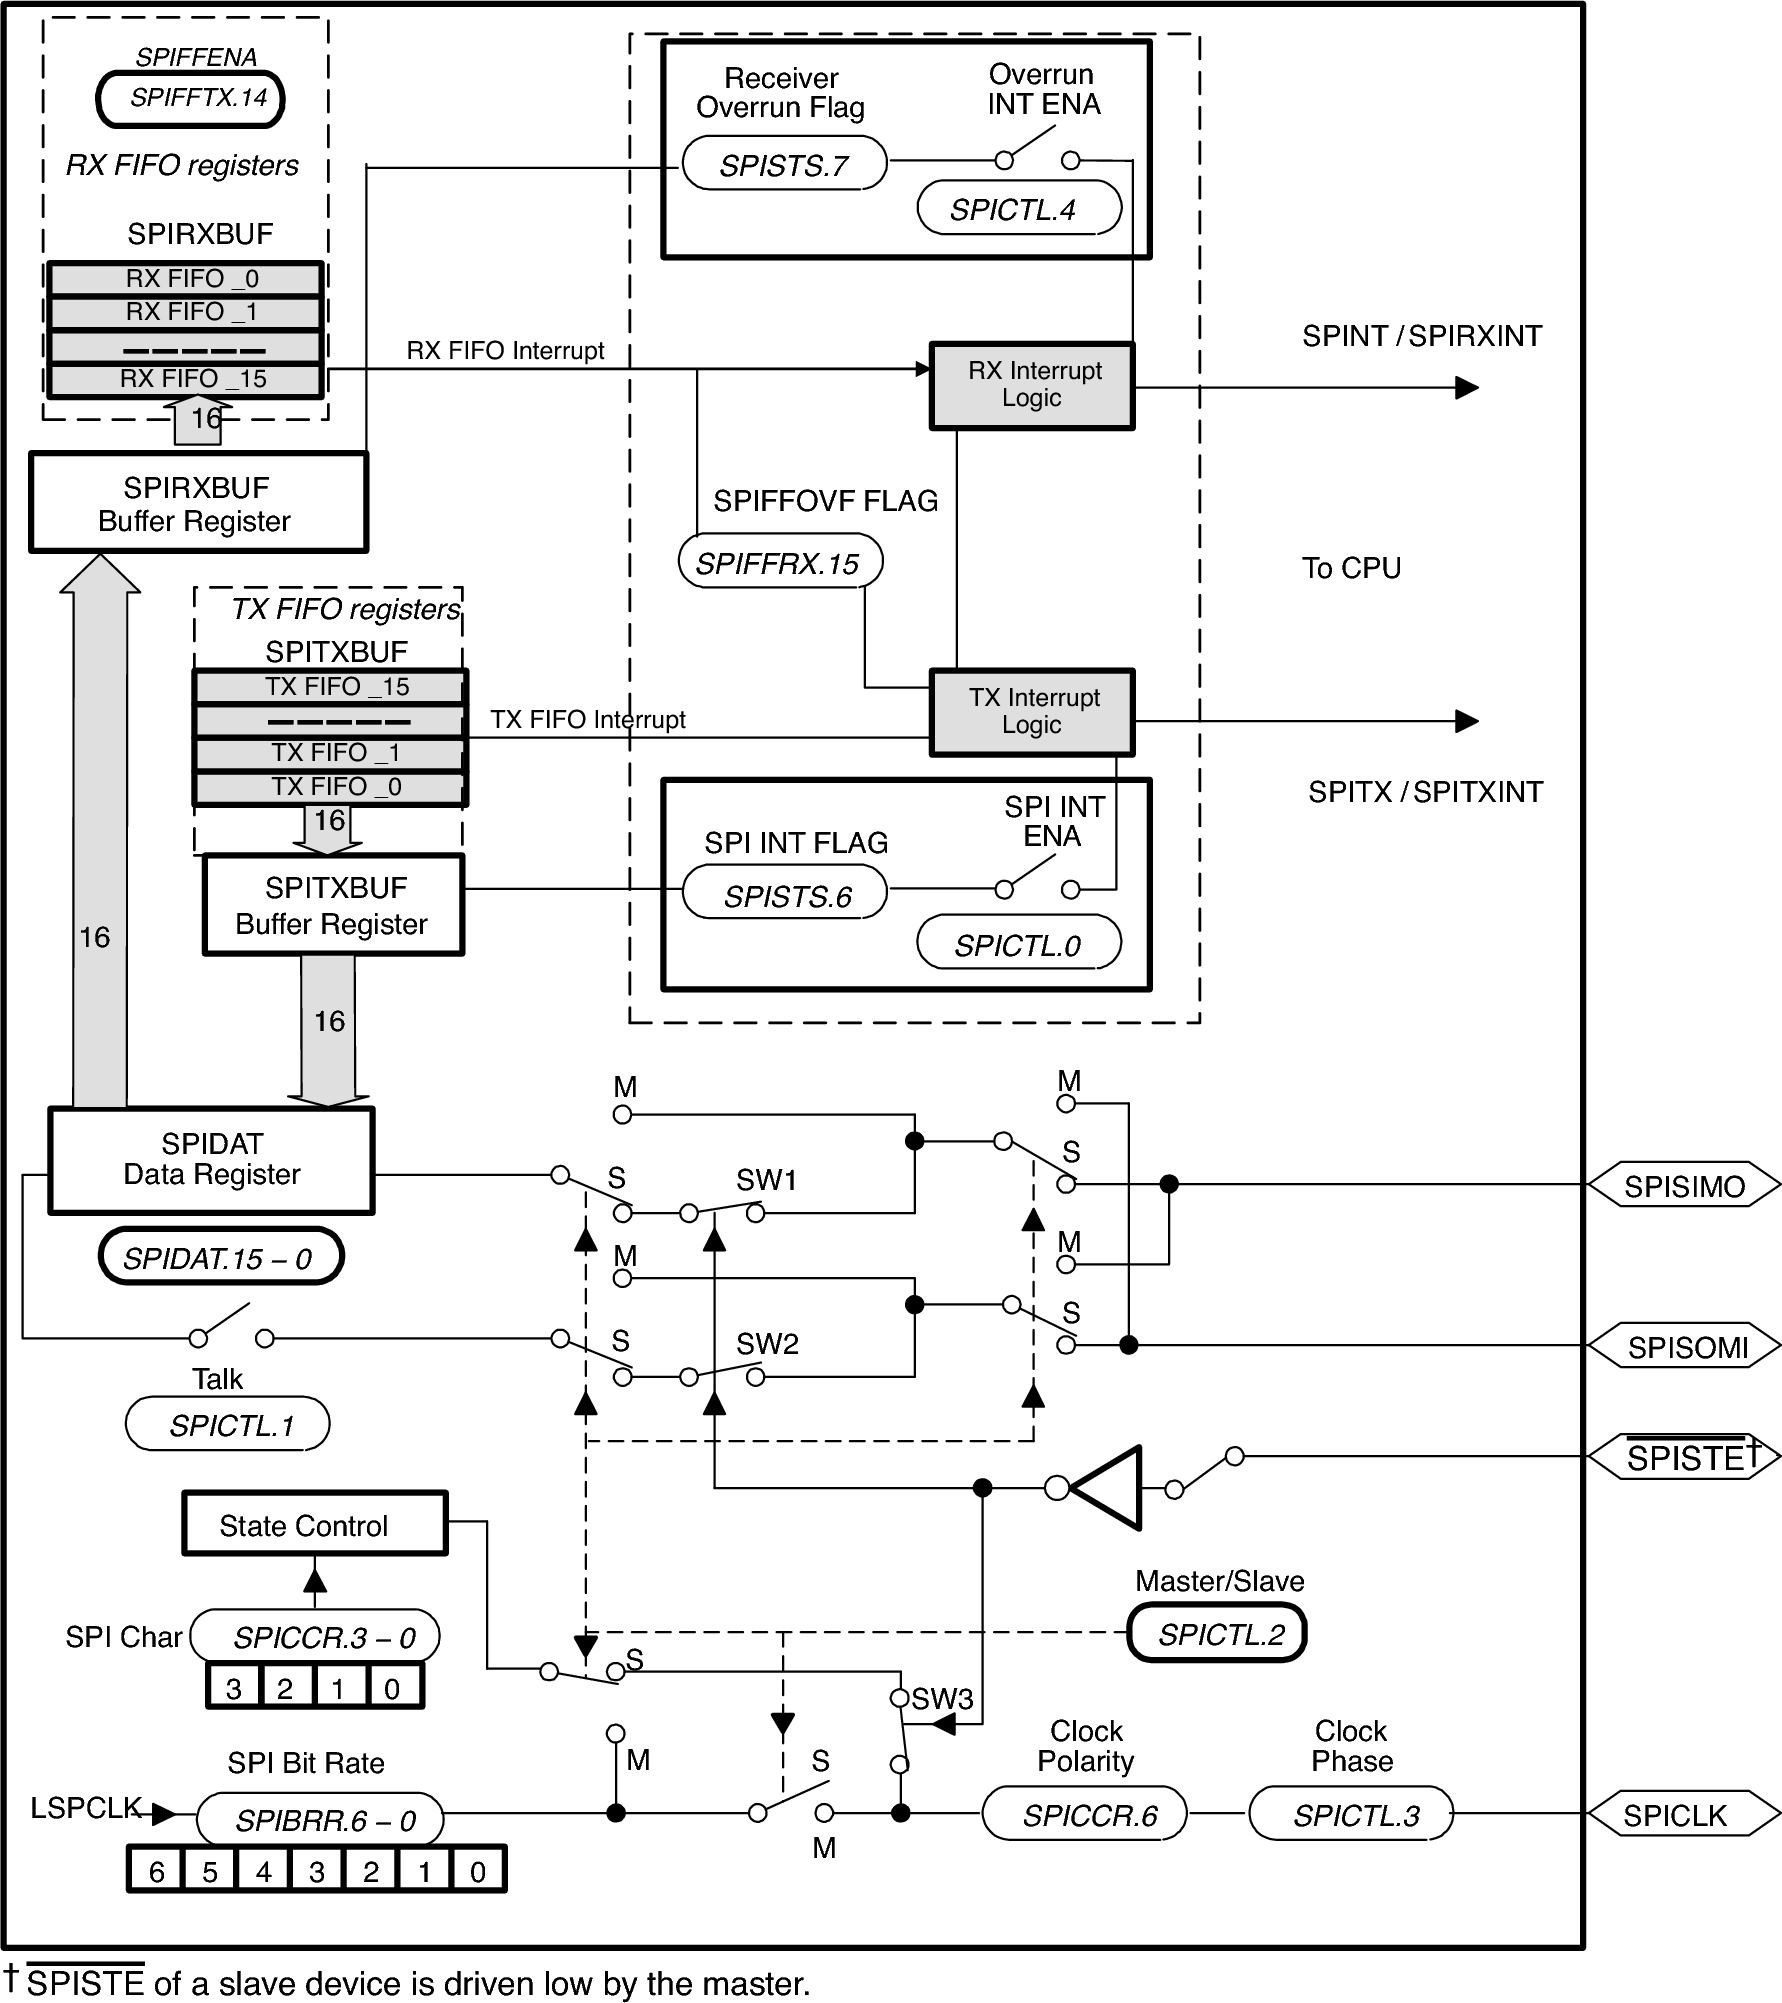 SPIFFENA
SPIFFTX.14
RX FIFO registers
SPIRXBUF
RX FIFO _0
RX FIFO _1
RX FIFO _15
16
SPIRXBUF
Buffer Register
Receiver
Overrun Flag
SPISTS.7
Overrun
INT ENA
SPICTL.4
RX FIFO Interrupt
RX Interrupt
Logic
SPINT / SPIRXINT
SPIFFOVF FLAG
SPIFFRX.15
To CPU
TX FIFO registers
SPITXBUF
TX FIFO _15
TX FIFO _1
TX FIFO _0
16
TX FIFO Interrupt
TX Interrupt
Logic
SPITX / SPITXINT
SPITXBUF
Buffer Register
SPI INT FLAG
SPISTS.6
SPI INT
ENA
SPICTL.0
16
16
SPIDAT
Data Register
SPIDAT.15 – 0
M
S
SW1
M
S
SPISIMO
M
S
SW2
M
S
SPISOMI
Talk
SPICTL.1
SPISTE†
State Control
Master/Slave
SPICTL.2
SPI Char
SPICCR.3 – 0
3 2 1 0
S
SW3
M
SPI Bit Rate
LSPCLK
SPIBRR.6 – 0
6 5 4 3 2 1 0
S
M
Clock
Polarity
SPICCR.6
Clock
Phase
SPICTL.3
SPICLK
† SPISTE of a slave device is driven low by the master.